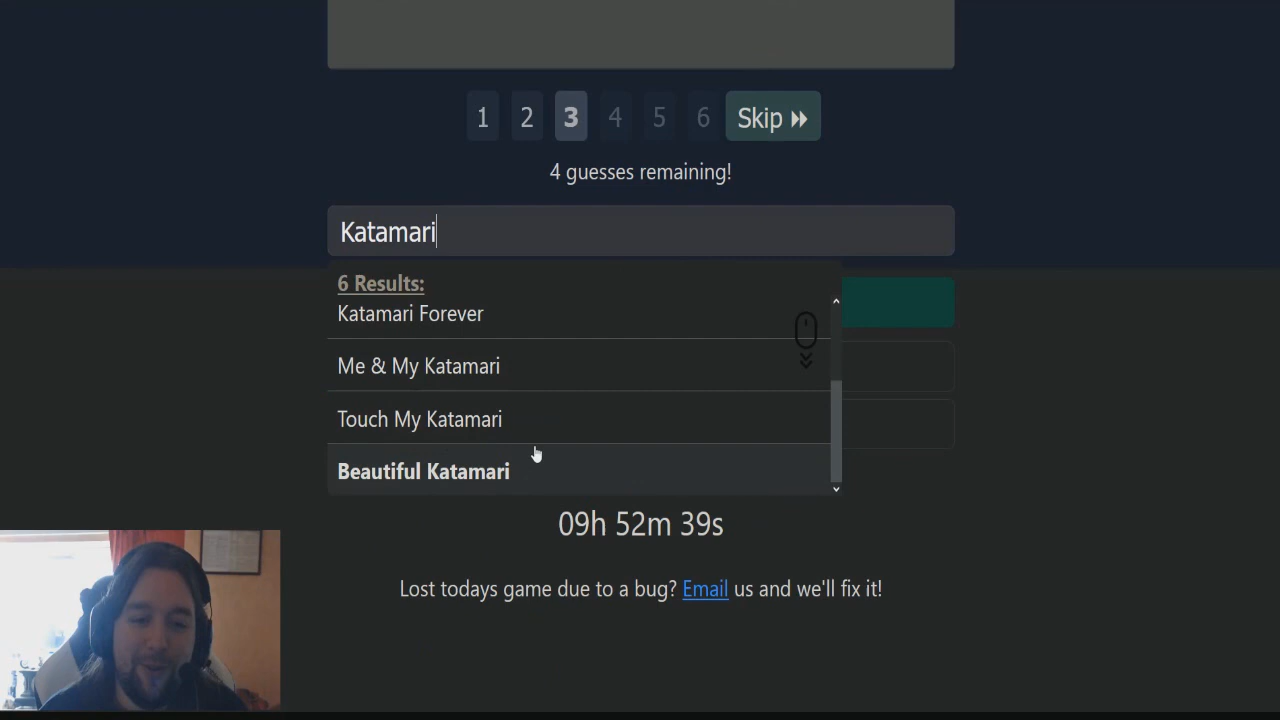 1 2 3 4 5 6 Skip
4 guesses remaining!
Katamari
6 Results:
Katamari Forever
Me & My Katamari
Touch My Katamari
Beautiful Katamari
09h 52m 39s
Lost todays game due to a bug? Email us and we'll fix it!